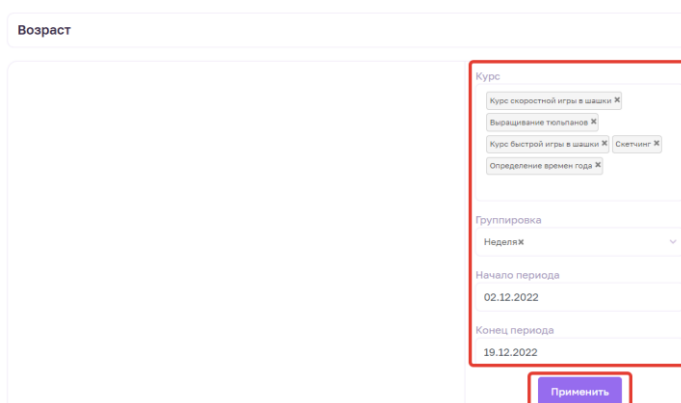 Возраст
Курс
Курс скоростной игры в шашки ✖
Выращивание тюльпанов ✖
Курс быстрой игры в шашки ✖ Скетчинг ✖
Определение времен года ✖
Группировка
Неделя✖
Начало периода
02.12.2022
Конец периода
19.12.2022
Применить